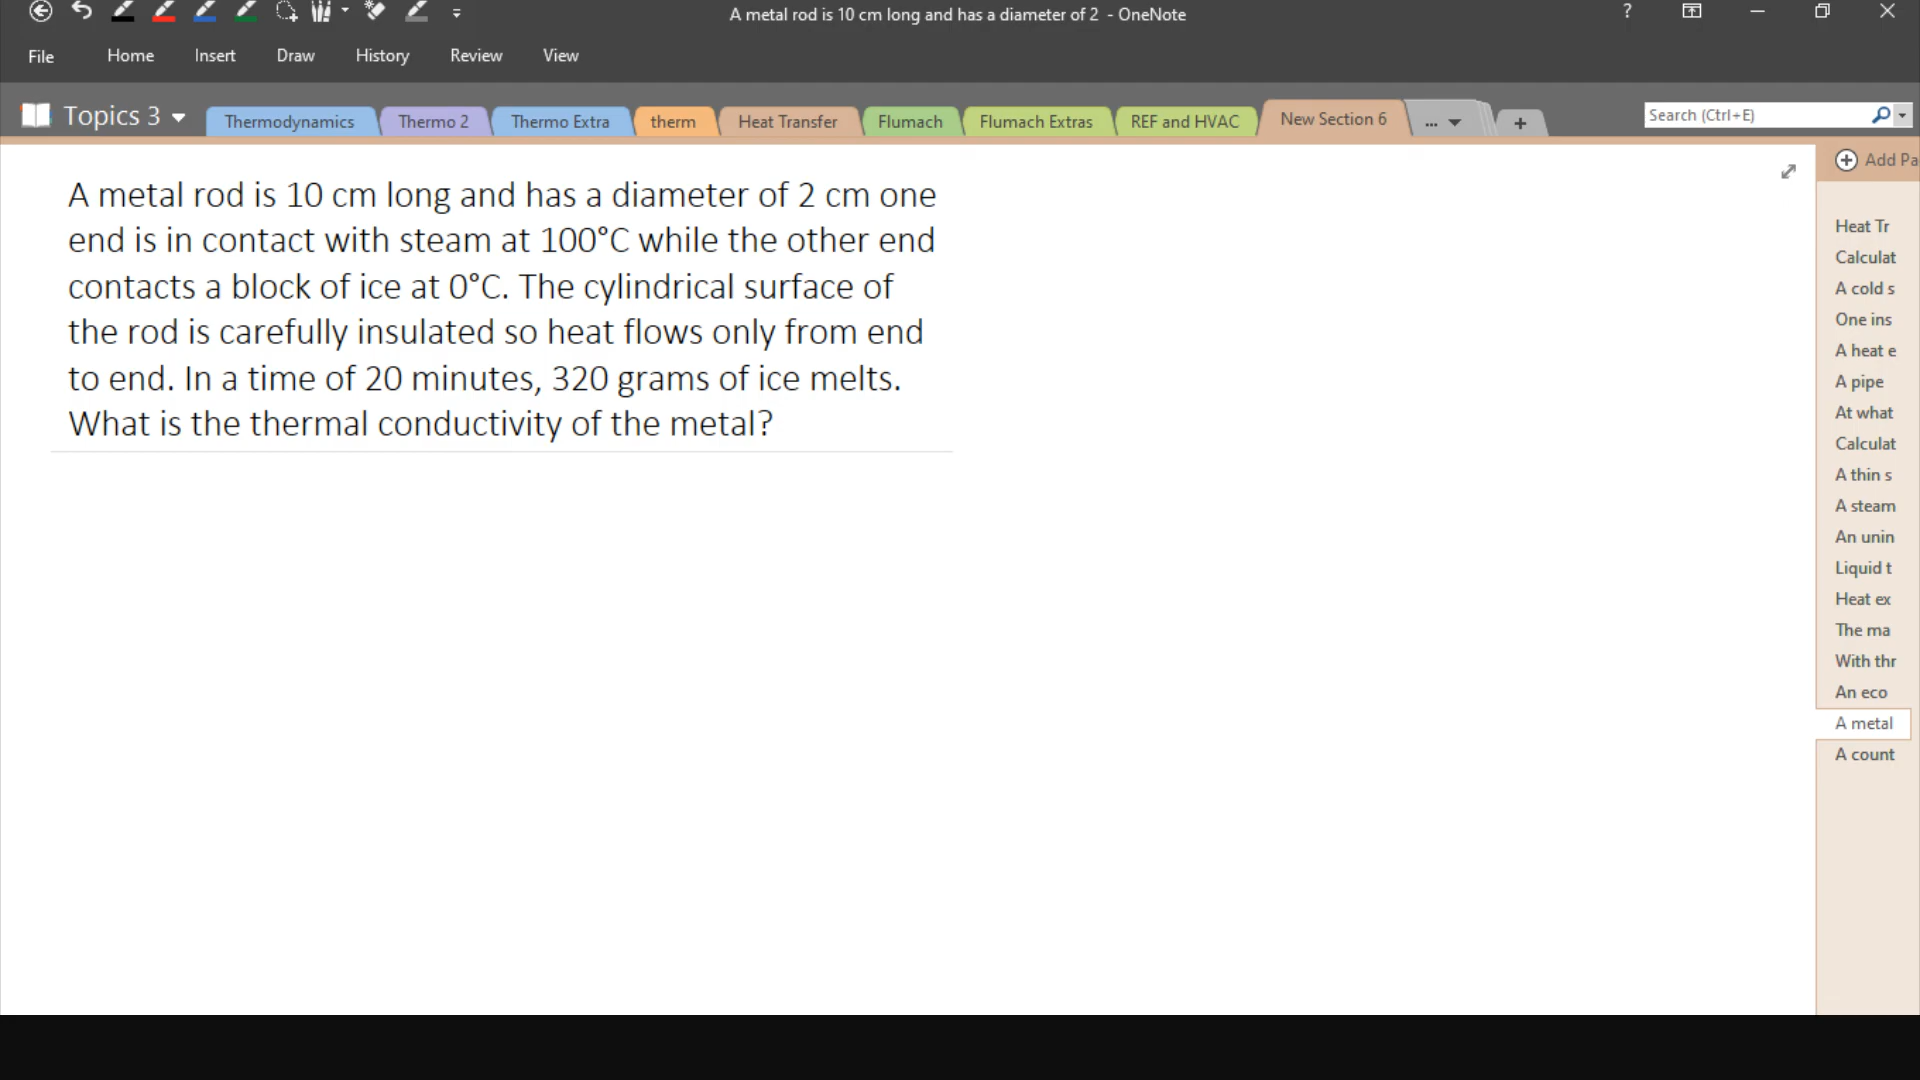 A metal rod is 10 cm long and has a diameter of 2 - OneNote
?
File Home Insert Draw History Review View
Topics 3 Thermodynamics Thermo 2 Thermo Extra therm Heat Transfer Flumach Flumach Extras REF and HVAC New Section 6 ... + Search (Ctrl+E)
Add Pa
A metal rod is 10 cm long and has a diameter of 2 cm one
end is in contact with steam at 100°C while the other end
contacts a block of ice at 0°C. The cylindrical surface of
the rod is carefully insulated so heat flows only from end
to end. In a time of 20 minutes, 320 grams of ice melts.
What is the thermal conductivity of the metal?
Heat Tr
Calculat
A cold s
One ins
A heat e
A pipe
At what
Calculat
A thin s
A steam
An unin
Liquid t
Heat ex
The ma
With thr
An eco
A metal
A count